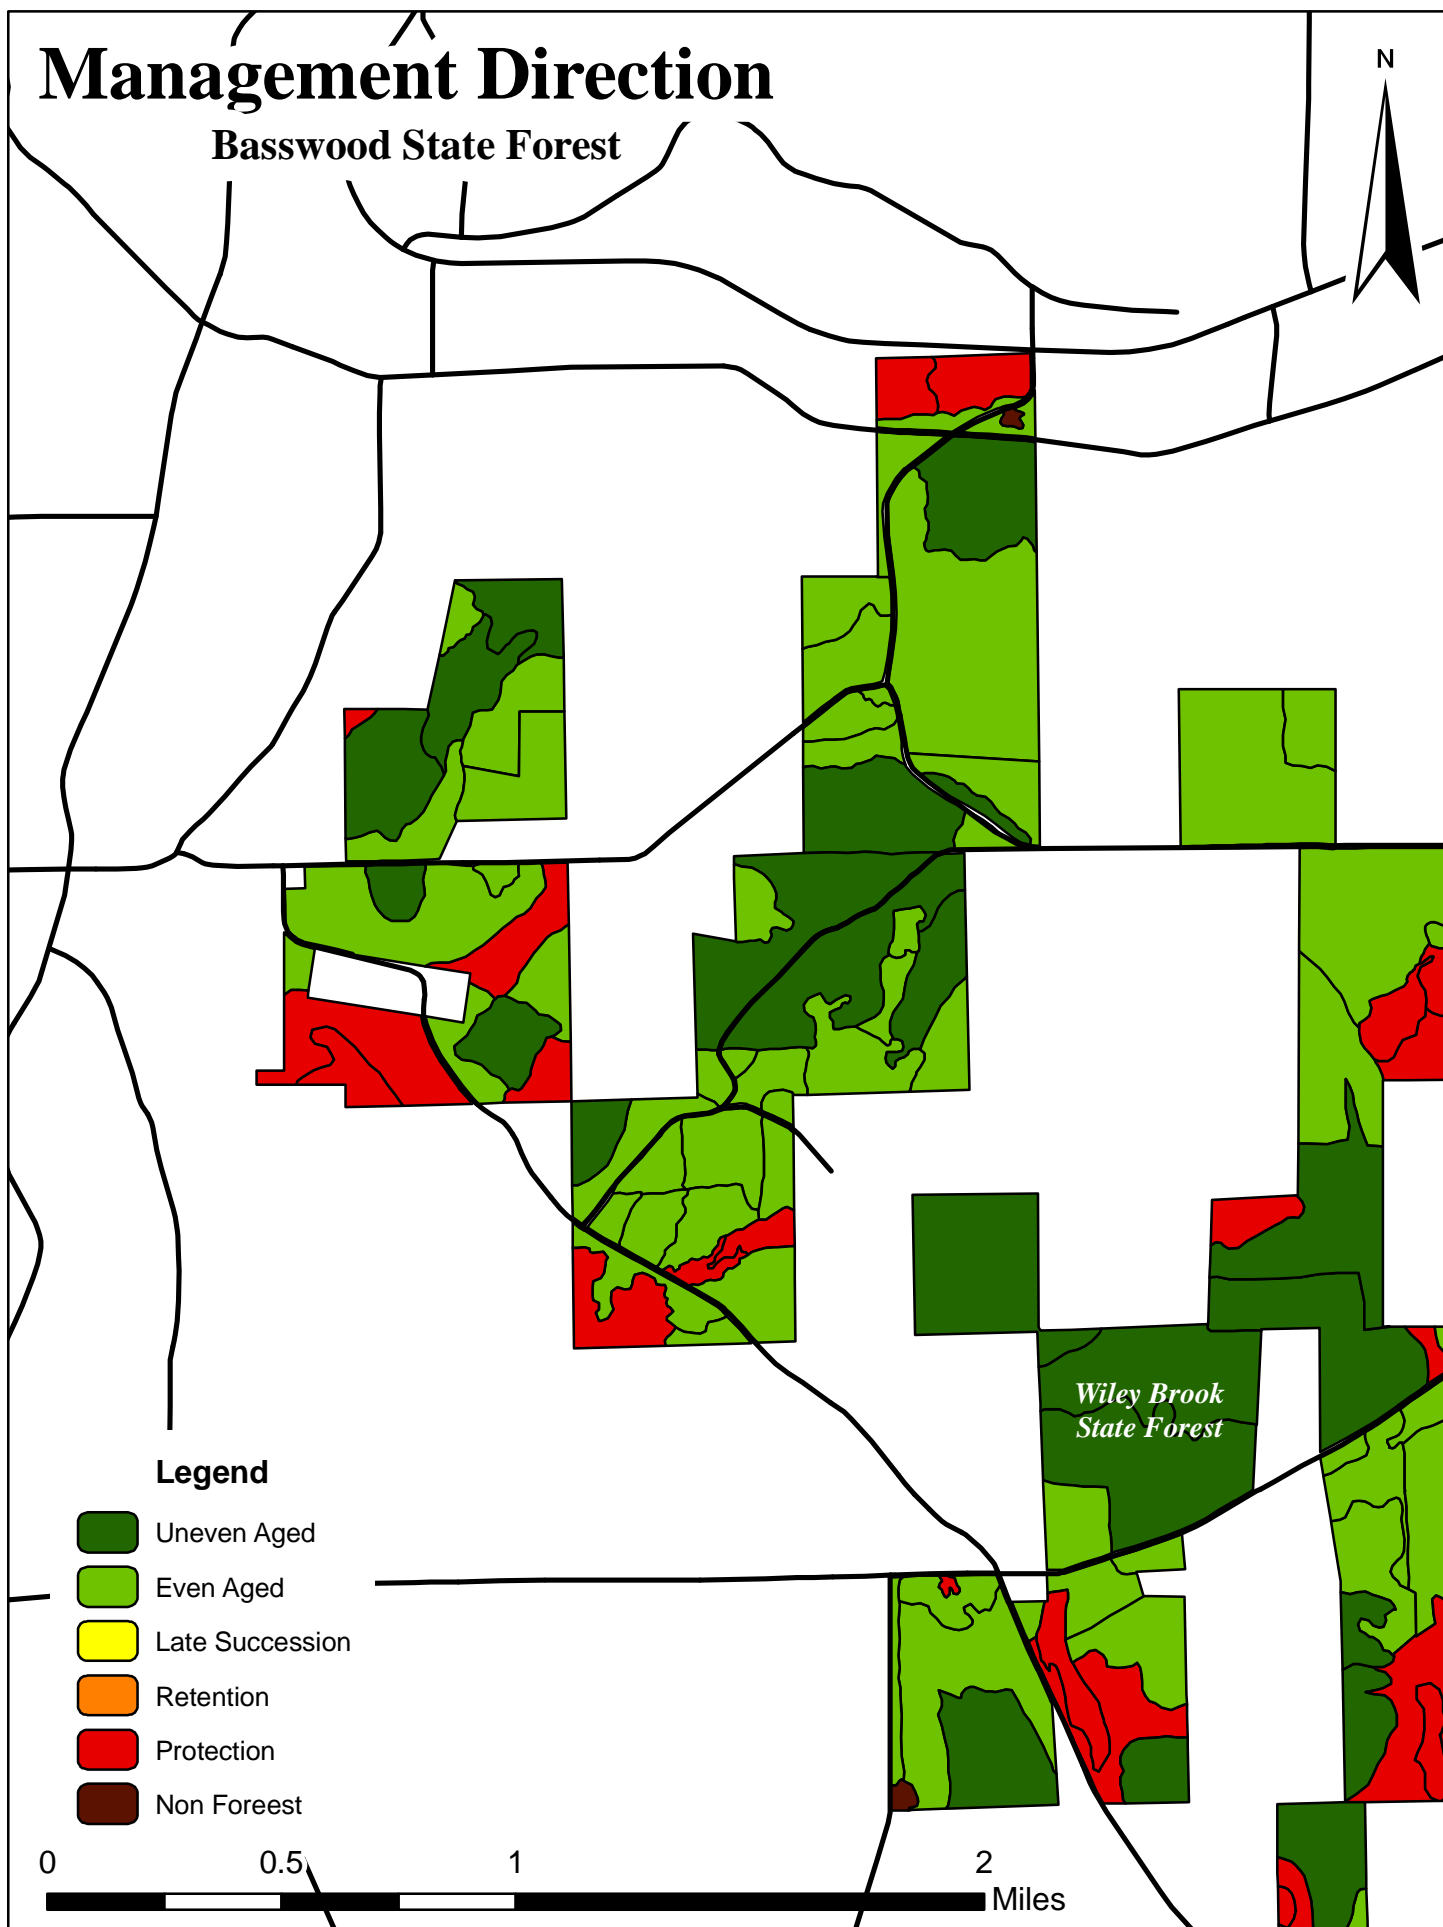 Management Direction
Basswood State Forest
N
Wiley Brook
State Forest
Legend
Uneven Aged
Even Aged
Late Succession
Retention
Protection
Non Foreest
0 0.5 1 2
Miles